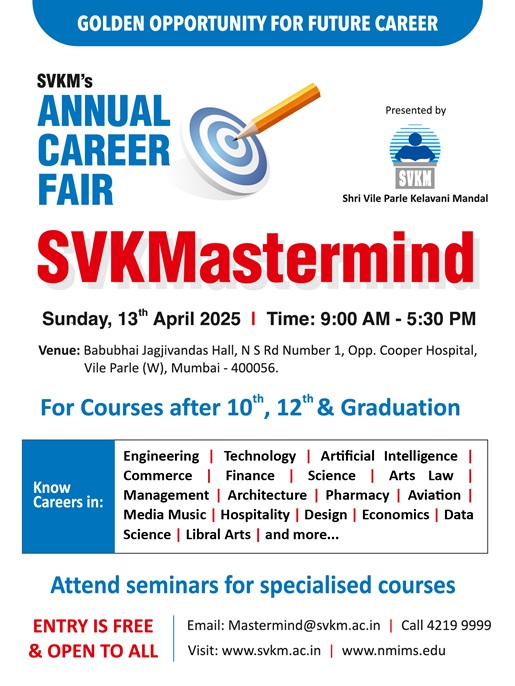 GOLDEN OPPORTUNITY FOR FUTURE CAREER
SVKM's
ANNUAL
CAREER
FAIR
Presented by
SVKM
Shri Vile Parle Kelavani Mandal
SVKMastermind
Sunday, 13th April 2025 | Time: 9:00 AM - 5:30 PM
Venue: Babubhai Jagjivandas Hall, N S Rd Number 1, Opp. Cooper Hospital,
Vile Parle (W), Mumbai - 400056.
For Courses after 10th, 12th & Graduation
Know
Careers in:
Engineering | Technology | Artificial Intelligence |
Commerce | Finance | Science | Arts Law |
Management | Architecture | Pharmacy | Aviation |
Media Music | Hospitality | Design | Economics | Data
Science | Libral Arts | and more...
Attend seminars for specialised courses
ENTRY IS FREE
& OPEN TO ALL
Email: Mastermind@svkm.ac.in | Call 4219 9999
Visit: www.svkm.ac.in | www.nmims.edu